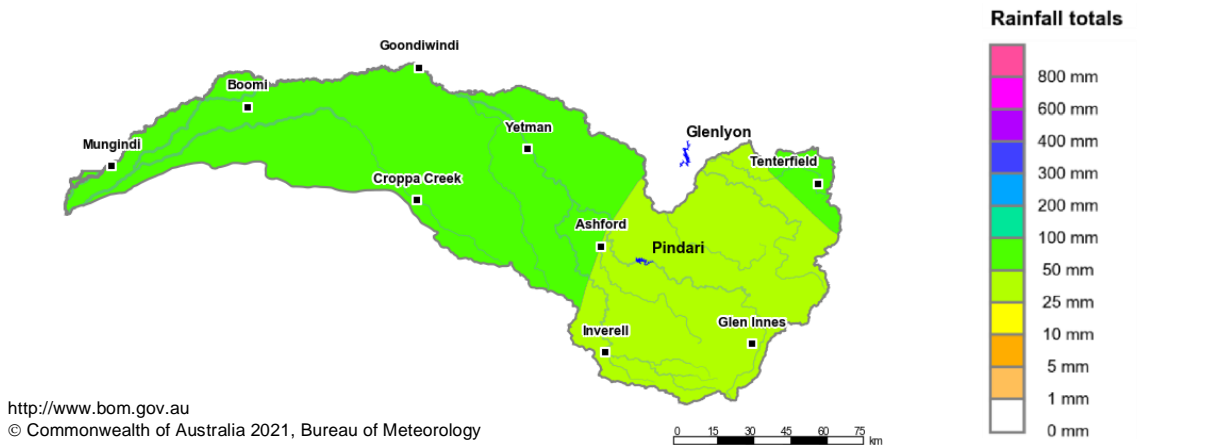 Rainfall totals
Goondiwindi
800 mm
Boomi
600 mm
Yetman
Glenlyon
400 mm
Mungindi
Tenterfield
300 mm
Croppa Creek
200 mm
Ashford
100 mm
Pindari
50 mm
25 mm
Inverell
Glen Innes
10 mm
5 mm
1 mm
http://www.bom.gov.au
© Commonwealth of Australia 2021, Bureau of Meteorology
0 15 30 45 60 75
km
0 mm